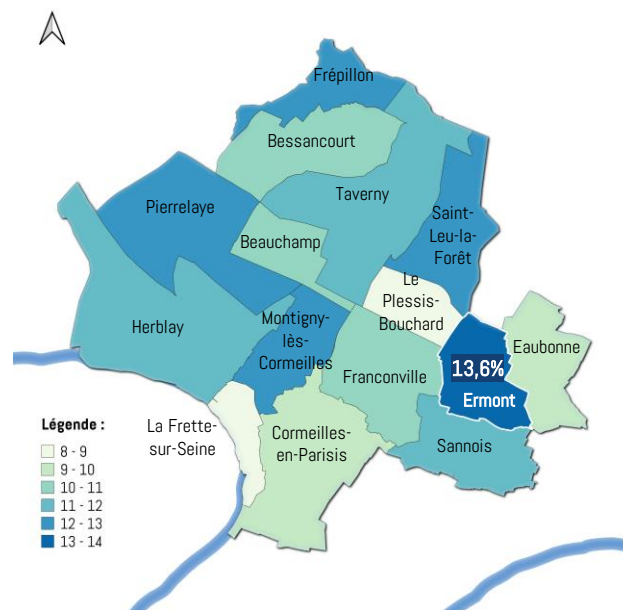 Frépillon
Bessancourt
Taverny
Pierrelaye
Saint-
Leu-la-
Forêt
Beauchamp
Le
Plessis-
Bouchard
Herblay
Montigny-
lès-
Cormeilles
Eaubonne
13,6%
Franconville
Ermont
Légende :
8 - 9
9 - 10
10 - 11
11 - 12
12 - 13
13 - 14
La Frette-
sur-Seine
Cormeilles-
en-Parisis
Sannois